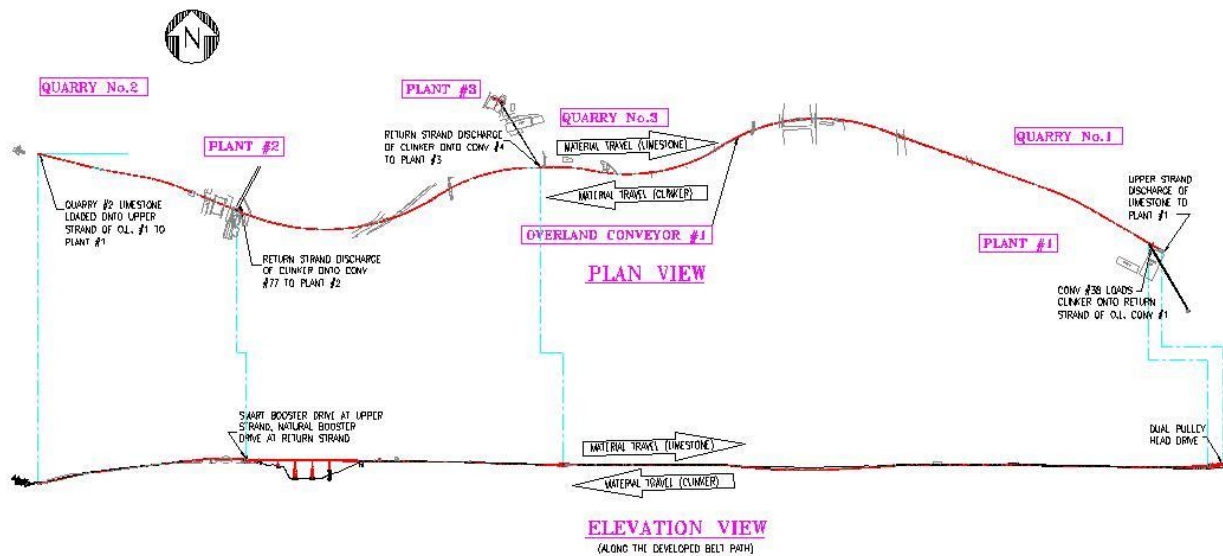 N
QUARRY No.2
PLANT #3
QUARRY No.3
PLANT #2
RETURN STRAND DISCHARGE
OF CLINKER ONTO CONV #4
TO PLANT #3
MATERIAL TRAVEL (LIMESTONE)
QUARRY No.1
MATERIAL TRAVEL (CLINKER)
UPPER STRAND
DISCHARGE OF
LIMESTONE TO
PLANT #1
QUARRY #2 LIMESTONE
LOADED ONTO UPPER
STRAND OF O.L. #1 TO
PLANT #1
OVERLAND CONVEYOR #1
PLANT #1
RETURN STRAND DISCHARGE
OF CLINKER ONTO CONV
#77 TO PLANT #2
PLAN VIEW
CONV #38 LOADS
CLINKER ONTO RETURN
STRAND OF O.L. CONV #1
SMART BOOSTER DRIVE AT UPPER
STRAND, NATURAL BOOSTER
DRIVE AT RETURN STRAND
MATERIAL TRAVEL (LIMESTONE)
DUAL PULLEY
HEAD DRIVE
MATERIAL TRAVEL (CLINKER)
ELEVATION VIEW
(ALONG THE DEVELOPED BELT PATH)